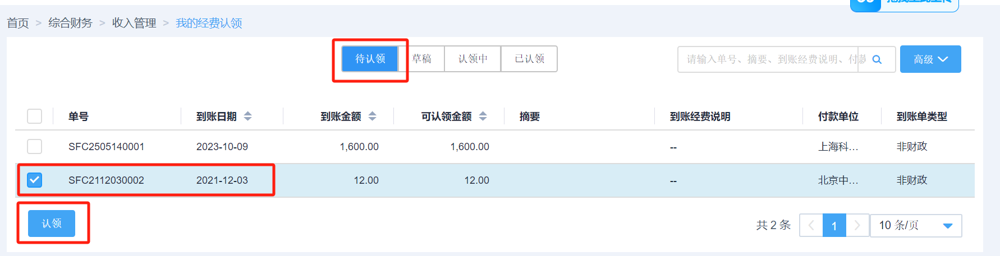 首页 > 综合财务 > 收入管理 > 我的经费认领
待认领 草稿 认领中 已认领
请输入单号、摘要、到账经费说明、付款
高级
单号 到账日期 到账金额 可认领金额 摘要 到账经费说明 付款单位 到账单类型
SFC2505140001 2023-10-09 1,600.00 1,600.00 -- 上海科... 非财政
SFC2112030002 2021-12-03 12.00 12.00 -- 北京中... 非财政
认领
共 2 条 < 1 > 10 条/页